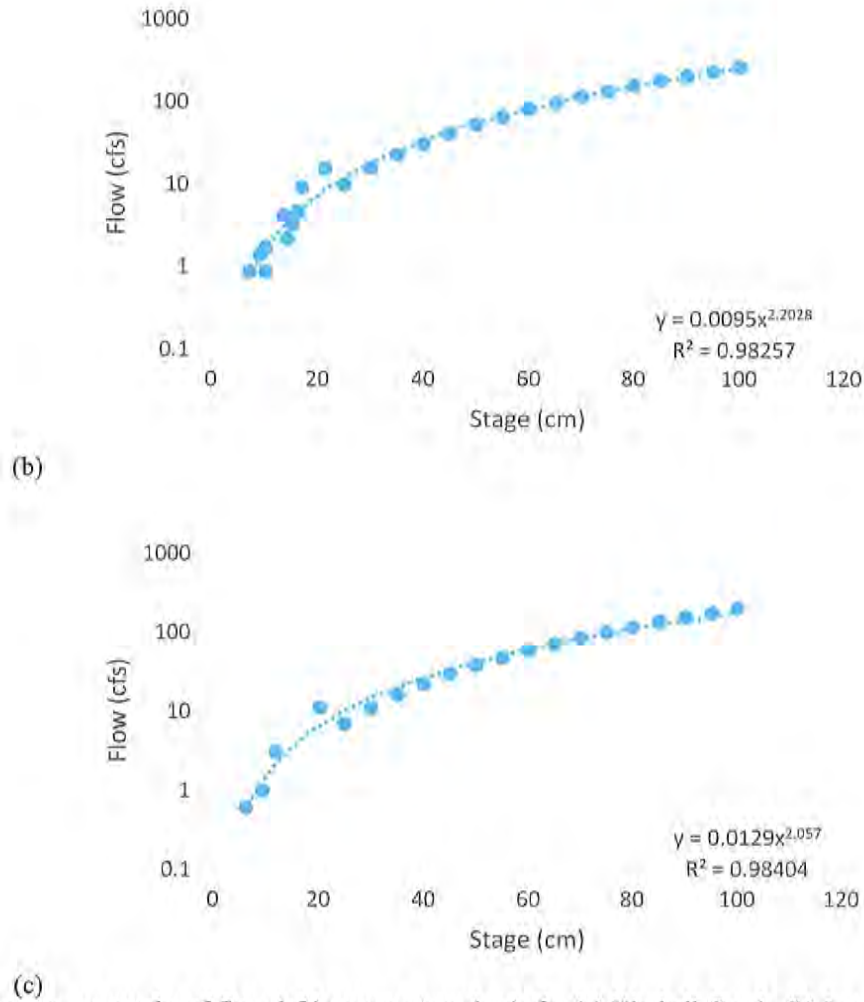 1000
100
10
1
0.1
Flow (cfs)
y = 0.0095x^2.2028
R² = 0.98257
0 20 40 60 80 100 120
Stage (cm)
(b)
1000
100
10
1
0.1
Flow (cfs)
y = 0.0129x^2.057
R² = 0.98404
0 20 40 60 80 100 120
Stage (cm)
(c)